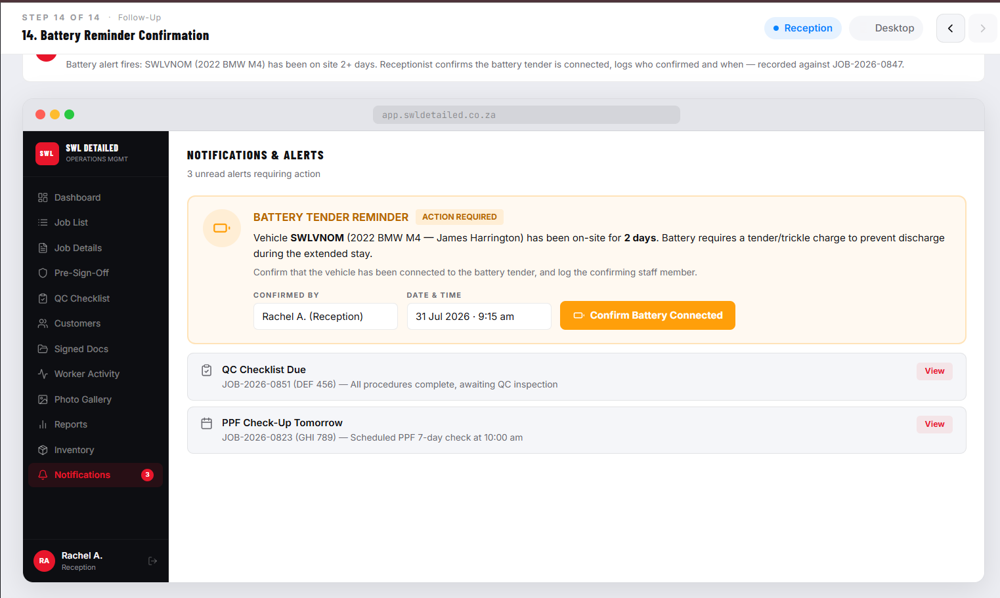 STEP 14 OF 14 · Follow-Up
14. Battery Reminder Confirmation
Reception
Desktop
Battery alert fires: SWLVNOM (2022 BMW M4) has been on site 2+ days. Receptionist confirms the battery tender is connected, logs who confirmed and when — recorded against JOB-2026-0847.
app.swldetailed.co.za
SWL
SWL DETAILED
OPERATIONS MGMT
Dashboard
Job List
Job Details
Pre-Sign-Off
QC Checklist
Customers
Signed Docs
Worker Activity
Photo Gallery
Reports
Inventory
Notifications 3
RA
Rachel A.
Reception
NOTIFICATIONS & ALERTS
3 unread alerts requiring action
BATTERY TENDER REMINDER ACTION REQUIRED
Vehicle SWLVNOM (2022 BMW M4 — James Harrington) has been on-site for 2 days. Battery requires a tender/trickle charge to prevent discharge
during the extended stay.
Confirm that the vehicle has been connected to the battery tender, and log the confirming staff member.
CONFIRMED BY
DATE & TIME
Rachel A. (Reception)
31 Jul 2026 · 9:15 am
Confirm Battery Connected
QC Checklist Due
JOB-2026-0851 (DEF 456) — All procedures complete, awaiting QC inspection
View
PPF Check-Up Tomorrow
JOB-2026-0823 (GHI 789) — Scheduled PPF 7-day check at 10:00 am
View